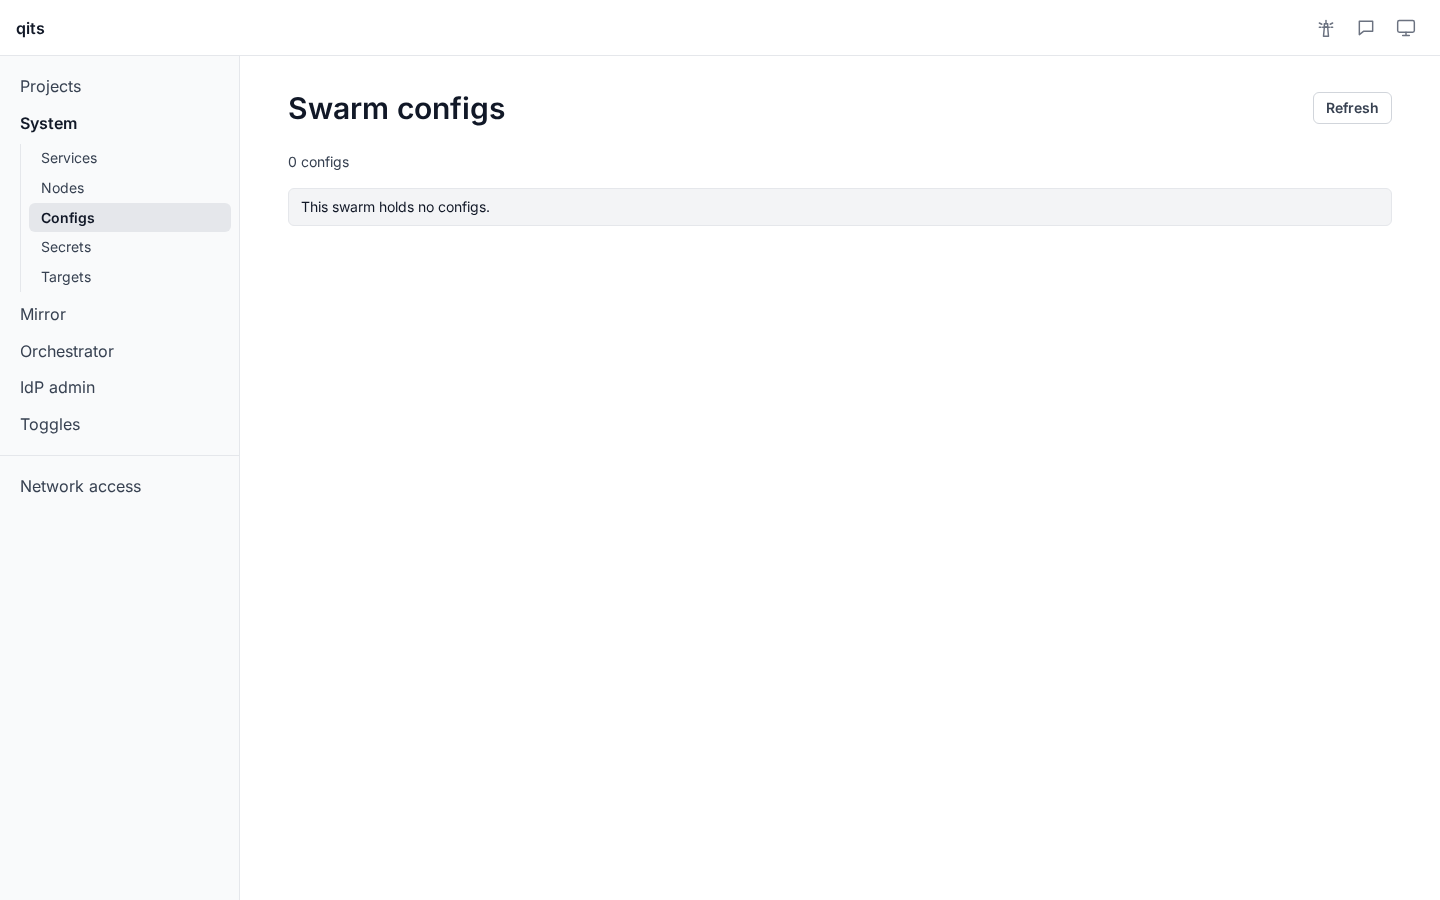 qits
Projects
System
Services
Nodes
Configs
Secrets
Targets
Mirror
Orchestrator
IdP admin
Toggles
Network access
Swarm configs
Refresh
0 configs
This swarm holds no configs.